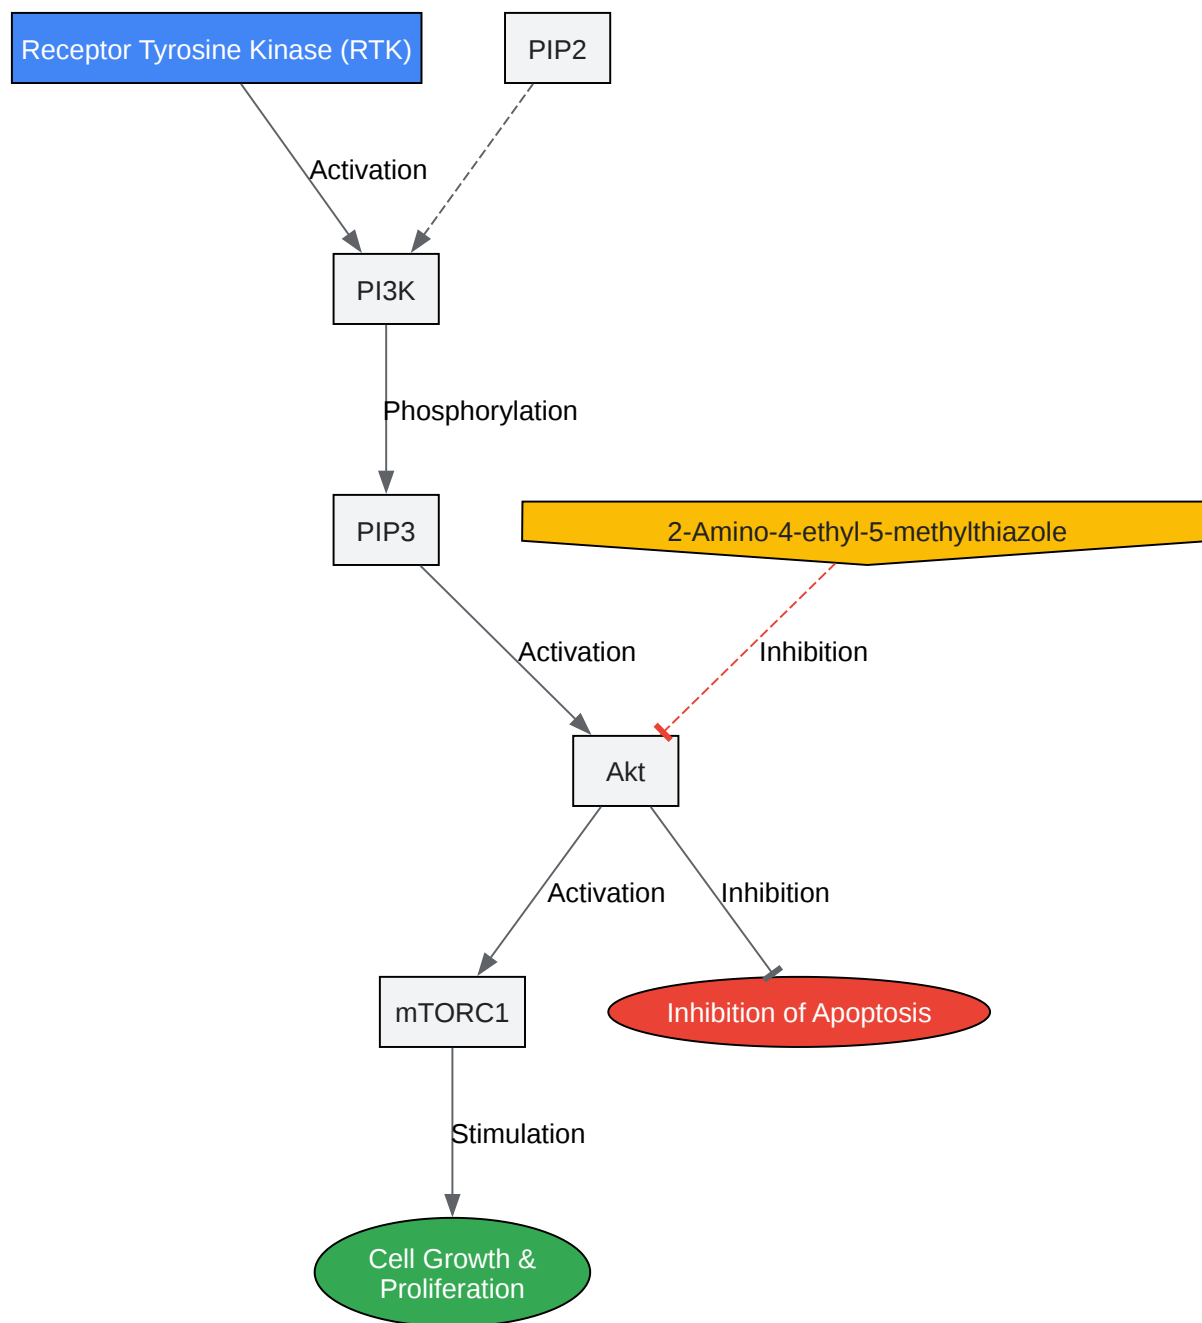 Receptor Tyrosine Kinase (RTK)
PIP2
Activation
PI3K
Phosphorylation
PIP3
2-Amino-4-ethyl-5-methylthiazole
Activation
Inhibition
Akt
Activation
Inhibition
mTORC1
Inhibition of Apoptosis
Stimulation
Cell Growth &
Proliferation